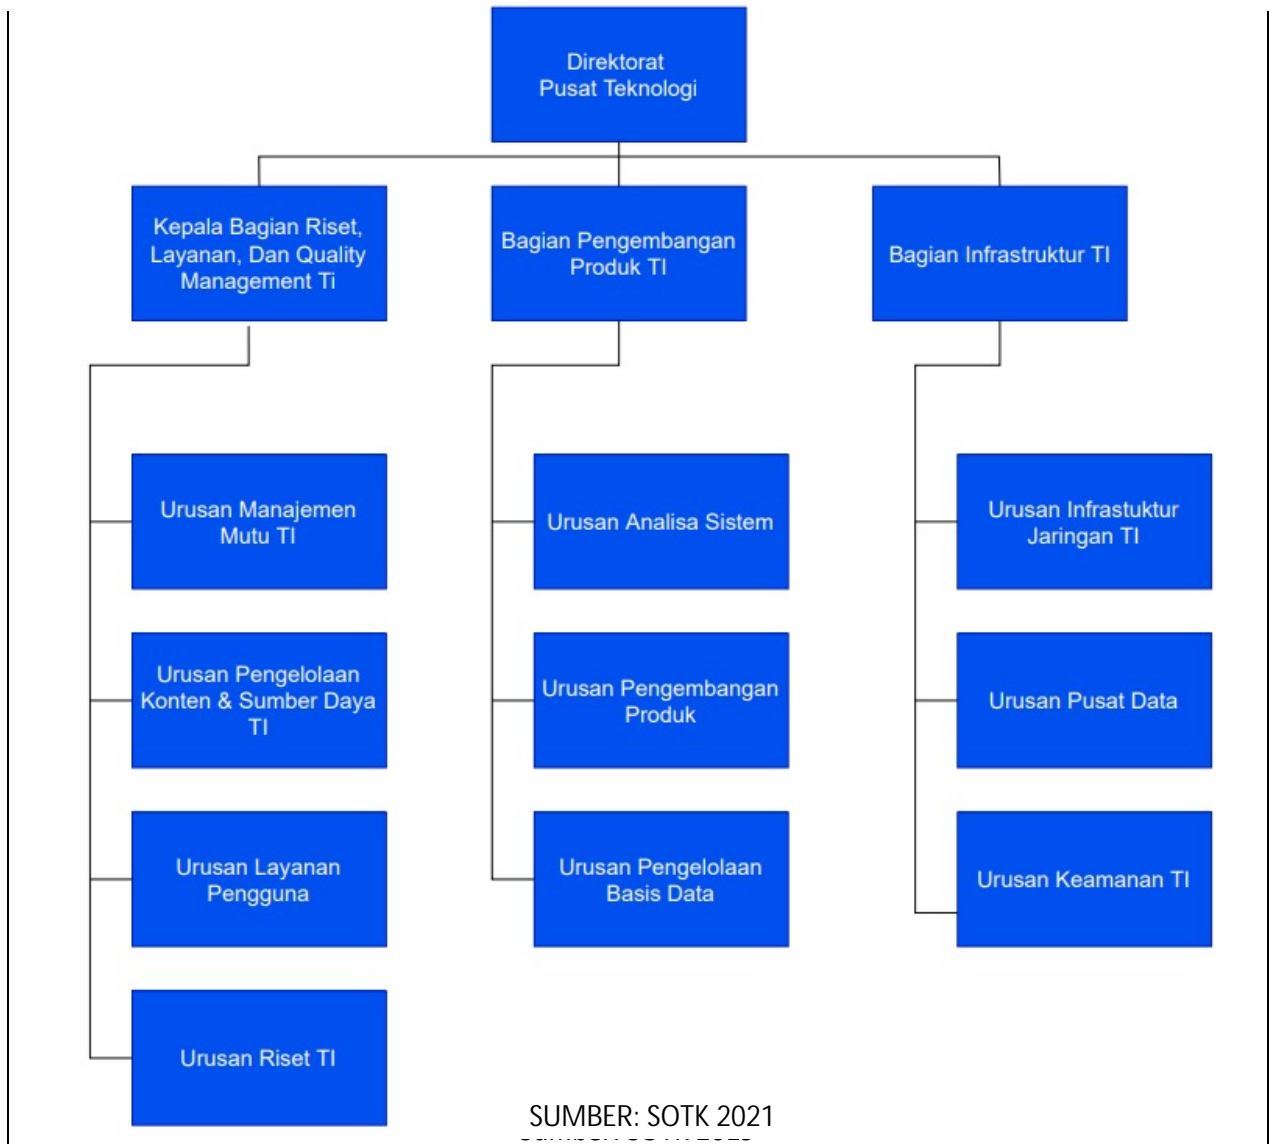 Direktorat
Pusat Teknologi
Kepala Bagian Riset,
Layanan, Dan Quality
Management Ti
Bagian Pengembangan
Produk TI
Bagian Infrastruktur TI
Urusan Manajemen
Mutu TI
Urusan Analisa Sistem
Urusan Infrastuktur
Jaringan TI
Urusan Pengelolaan
Konten & Sumber Daya
TI
Urusan Pengembangan
Produk
Urusan Pusat Data
Urusan Layanan
Pengguna
Urusan Pengelolaan
Basis Data
Urusan Keamanan TI
Urusan Riset TI
SUMBER: SOTK 2021